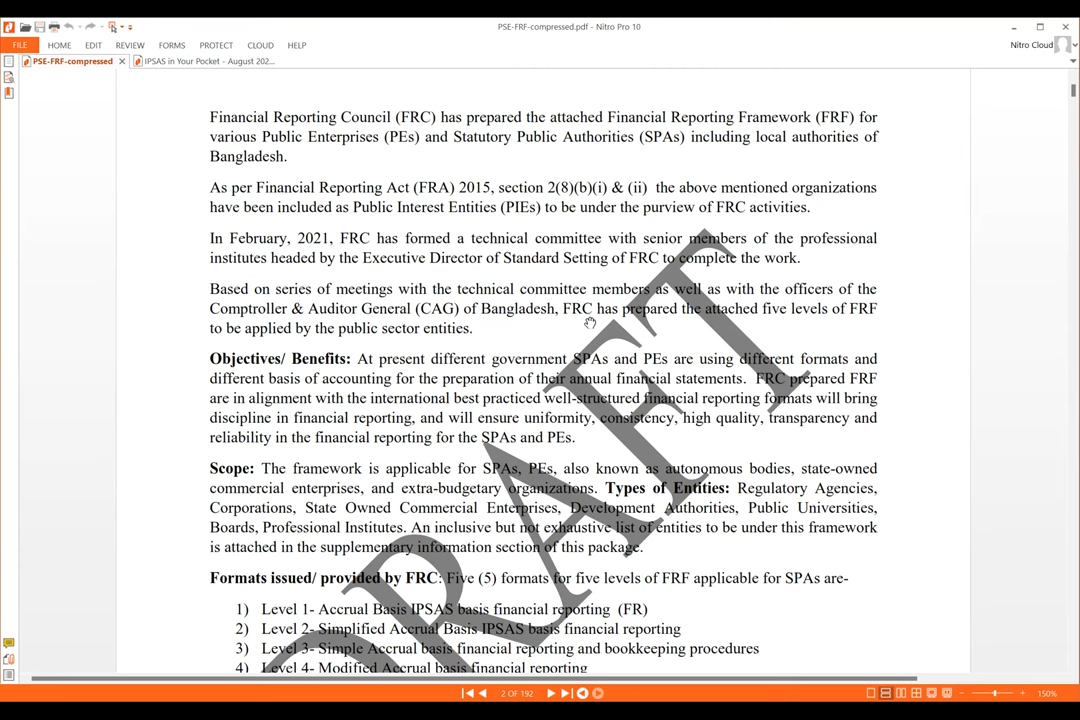 PSE-FRF-compressed.pdf - Nitro Pro 10
FILE HOME EDIT REVIEW FORMS PROTECT CLOUD HELP
Nitro Cloud
PSE-FRF-compressed
IPSAS in Your Pocket - August 202...
Financial Reporting Council (FRC) has prepared the attached Financial Reporting Framework (FRF) for
various Public Enterprises (PEs) and Statutory Public Authorities (SPAs) including local authorities of
Bangladesh.
As per Financial Reporting Act (FRA) 2015, section 2(8)(b)(i) & (ii) the above mentioned organizations
have been included as Public Interest Entities (PIEs) to be under the purview of FRC activities.
In February, 2021, FRC has formed a technical committee with senior members of the professional
institutes headed by the Executive Director of Standard Setting of FRC to complete the work.
Based on series of meetings with the technical committee members as well as with the officers of the
Comptroller & Auditor General (CAG) of Bangladesh, FRC has prepared the attached five levels of FRF
to be applied by the public sector entities.
Objectives/ Benefits: At present different government SPAs and PEs are using different formats and
different basis of accounting for the preparation of their annual financial statements. FRC prepared FRF
are in alignment with the international best practiced well-structured financial reporting formats will bring
discipline in financial reporting, and will ensure uniformity, consistency, high quality, transparency and
reliability in the financial reporting for the SPAs and PEs.
Scope: The framework is applicable for SPAs, PEs, also known as autonomous bodies, state-owned
commercial enterprises, and extra-budgetary organizations. Types of Entities: Regulatory Agencies,
Corporations, State Owned Commercial Enterprises, Development Authorities, Public Universities,
Boards, Professional Institutes. An inclusive but not exhaustive list of entities to be under this framework
is attached in the supplementary information section of this package.
Formats issued/ provided by FRC: Five (5) formats for five levels of FRF applicable for SPAs are-
1) Level 1- Accrual Basis IPSAS basis financial reporting (FR)
2) Level 2- Simplified Accrual Basis IPSAS basis financial reporting
3) Level 3- Simple Accrual basis financial reporting and bookkeeping procedures
4) Level 4- Modified Accrual basis financial reporting
DRAFT
2 OF 192
150%